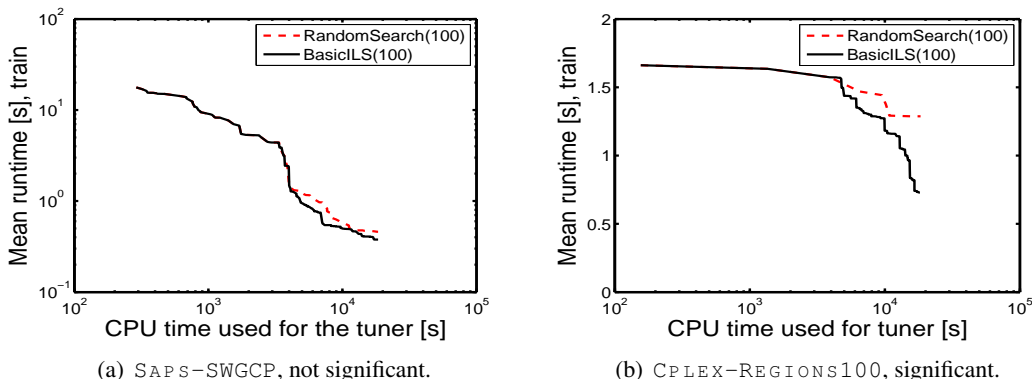 10^2
10^1
10^0
10^-1
Mean runtime [s], train
RandomSearch(100)
BasicILS(100)
10^2
10^3
10^4
10^5
CPU time used for the tuner [s]
(a) SAPS-SWGCP, not significant.
2
1.5
1
0.5
0
Mean runtime [s], train
RandomSearch(100)
BasicILS(100)
10^2
10^3
10^4
10^5
CPU time used for tuner [s]
(b) CPLEX-REGIONS100, significant.